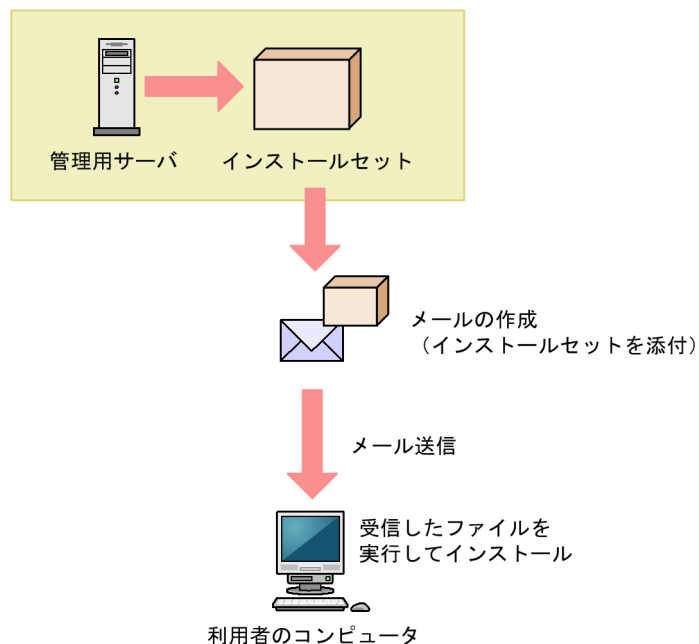 管理用サーバ
インストールセット
メールの作成
（インストールセットを添付）
メール送信
受信したファイルを
実行してインストール
利用者のコンピュータ